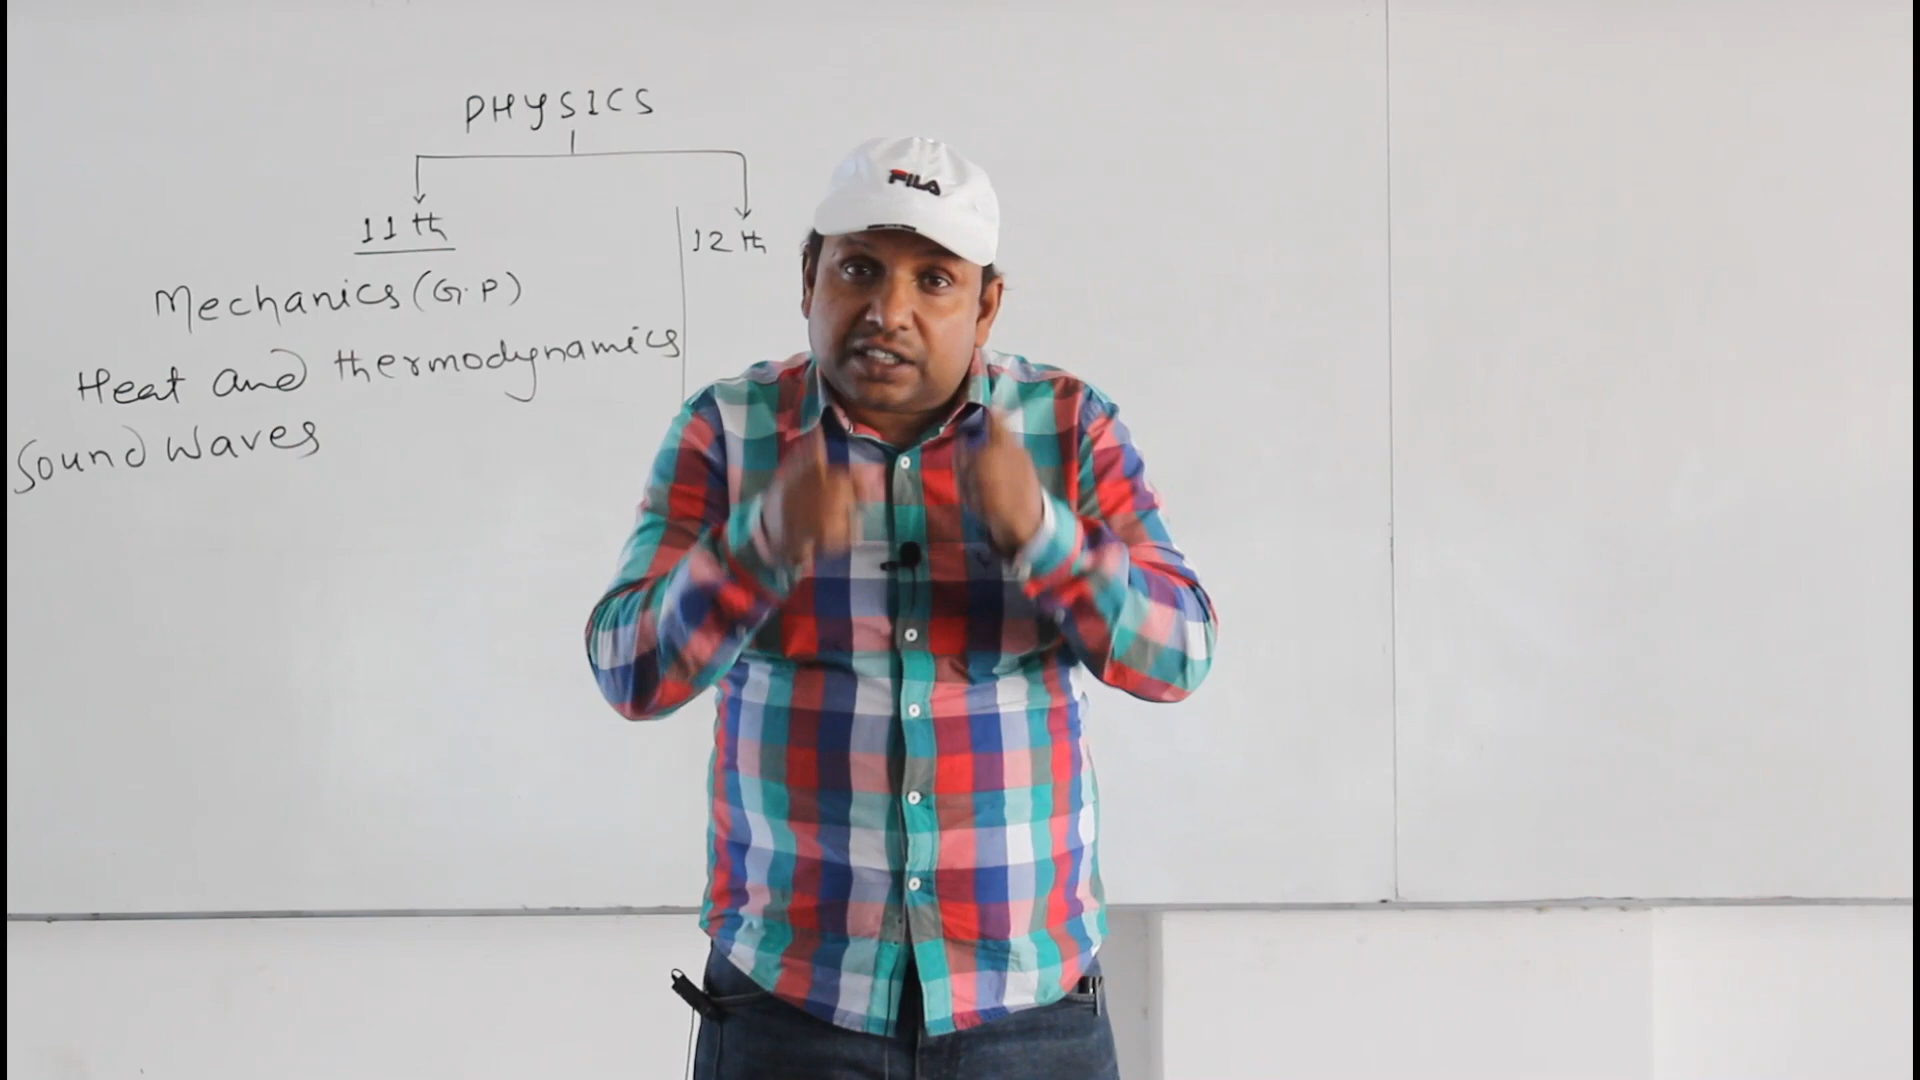 PHYSICS
11th
12th
Mechanics (G.P)
Heat and thermodynamics
Sound Waves
FILA